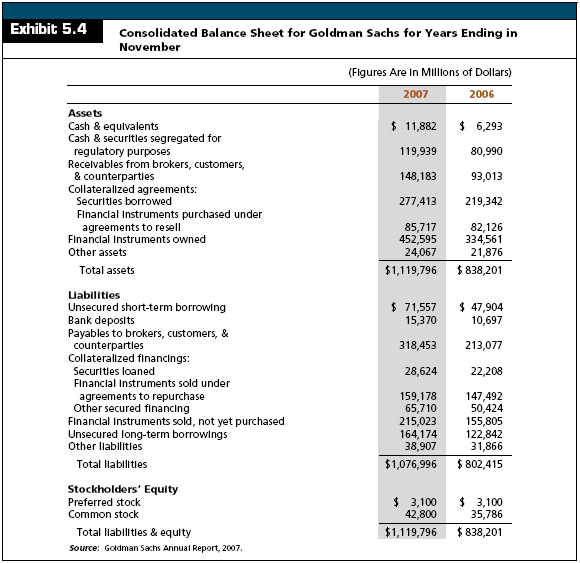 Exhibit 5.4
Consolidated Balance Sheet for Goldman Sachs for Years Ending in
November
(Figures Are in Millions of Dollars)
2007 2006
Assets
Cash & equivalents $ 11,882 $ 6,293
Cash & securities segregated for
regulatory purposes 119,939 80,990
Receivables from brokers, customers,
& counterparties 148,183 93,013
Collateralized agreements:
Securities borrowed 277,413 219,342
Financial instruments purchased under
agreements to resell 85,717 82,126
Financial instruments owned 452,595 334,561
Other assets 24,067 21,876
Total assets $1,119,796 $ 838,201
Liabilities
Unsecured short-term borrowing $ 71,557 $ 47,904
Bank deposits 15,370 10,697
Payables to brokers, customers, &
counterparties 318,453 213,077
Collateralized financings:
Securities loaned 28,624 22,208
Financial instruments sold under
agreements to repurchase 159,178 147,492
Other secured financing 65,710 50,424
Financial instruments sold, not yet purchased 215,023 155,805
Unsecured long-term borrowings 164,174 122,842
Other liabilities 38,907 31,866
Total liabilities $1,076,996 $ 802,415
Stockholders' Equity
Preferred stock $ 3,100 $ 3,100
Common stock 42,800 35,786
Total liabilities & equity $1,119,796 $ 838,201
Source: Goldman Sachs Annual Report, 2007.